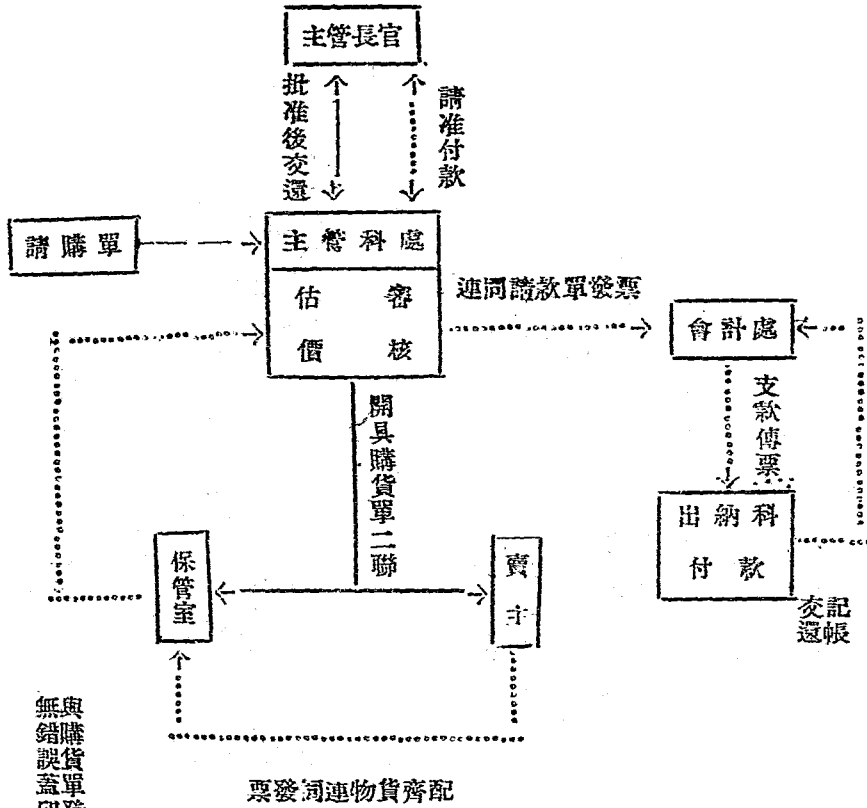 主管長官
批准後交還
請准付款
請購單
主管科處
估審
價核
連同請款單發票
會計處
支款傳票
出納科
付款
記帳
交還
開具購貨單二聯
保管室
賣主
與購貨單
無錯誤蓋
票發同連物貨齊配